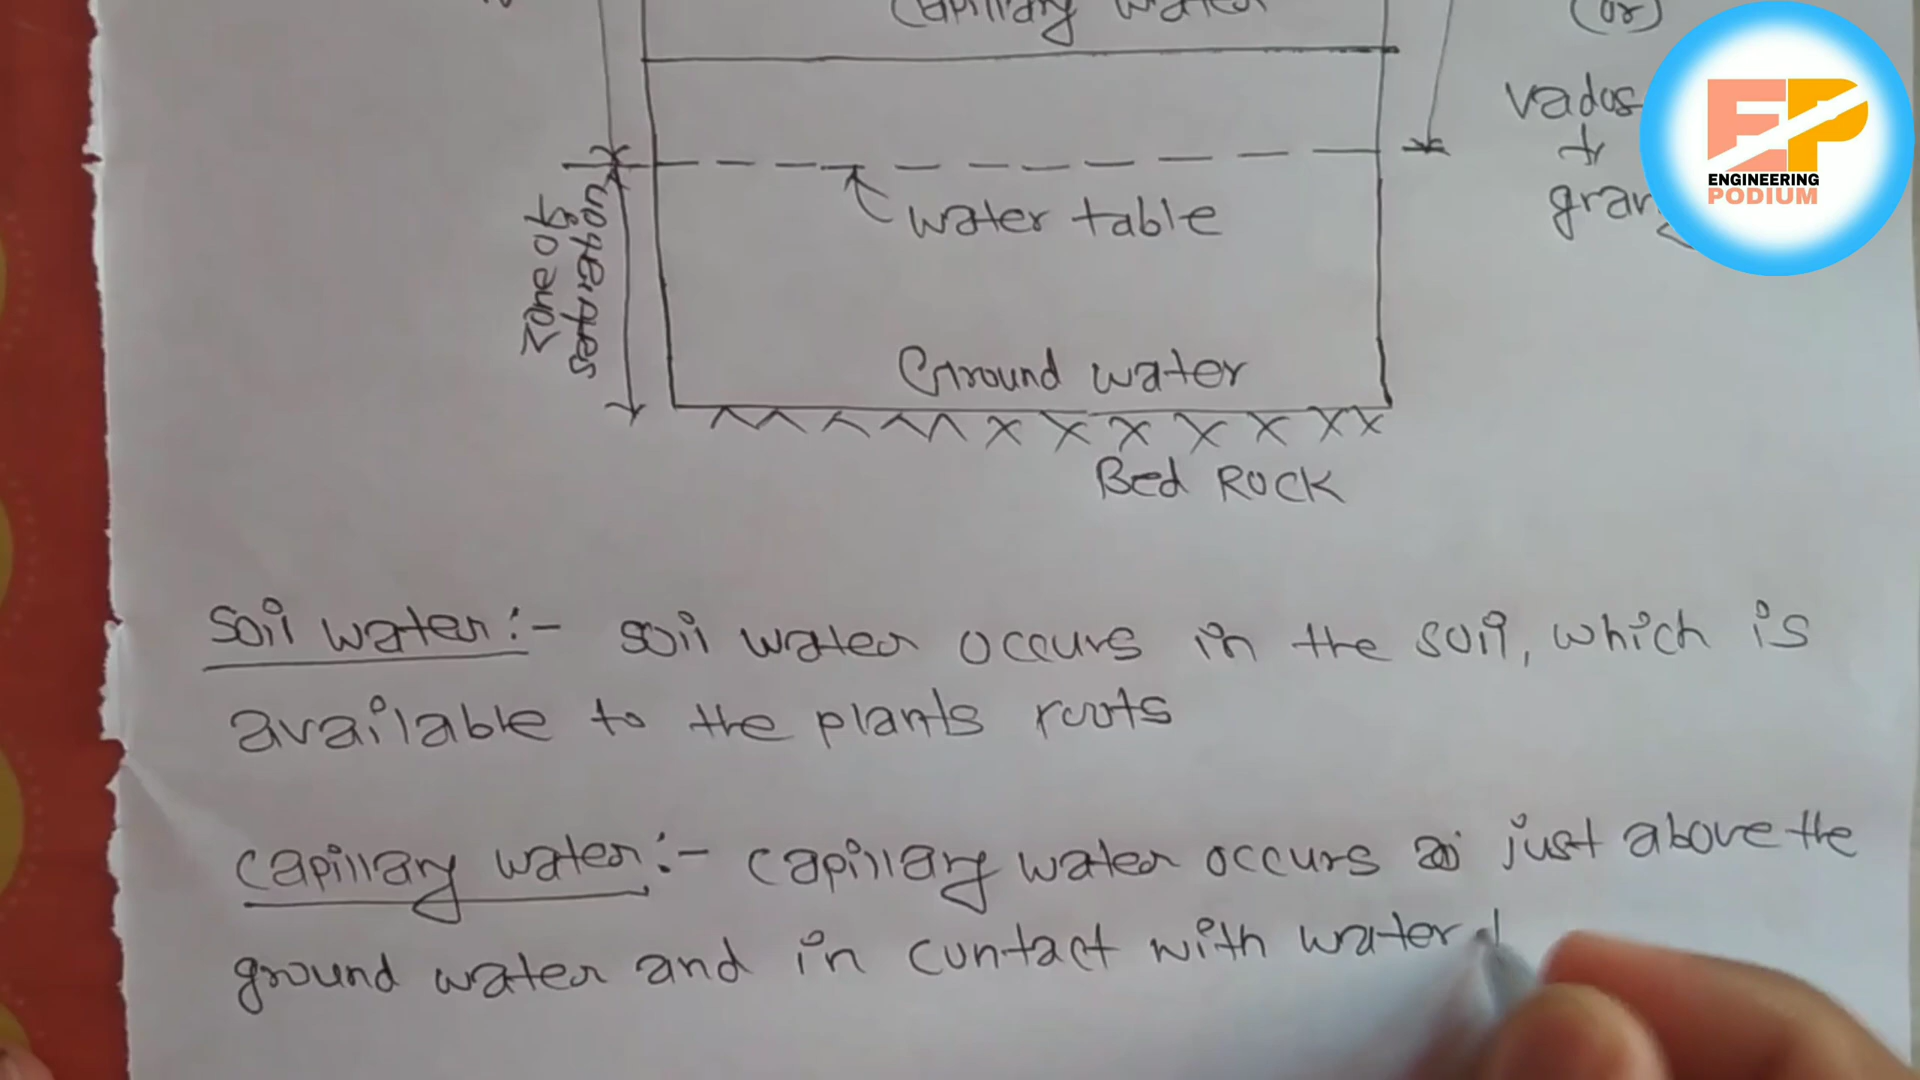 Capillary water
(or)
vados
+
water table
Zone of
saturation
Ground water
Bed Rock
ENGINEERING
PODIUM
soil water :- soil water occurs in the soil, which is
available to the plants roots
Capillary water :- Capillary water occurs just above the
ground water and in contact with water